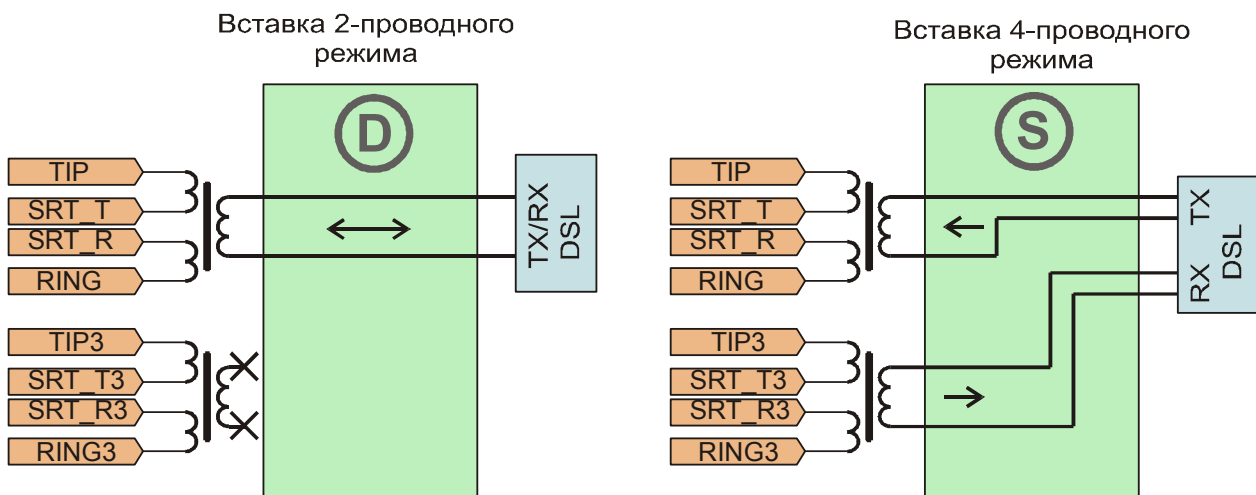 Вставка 2-проводного
режима
D
TIP
SRT_T
SRT_R
RING
TX/RX
DSL
TIP3
SRT_T3
SRT_R3
RING3
Вставка 4-проводного
режима
S
TIP
SRT_T
SRT_R
RING
TX
RX
DSL
TIP3
SRT_T3
SRT_R3
RING3